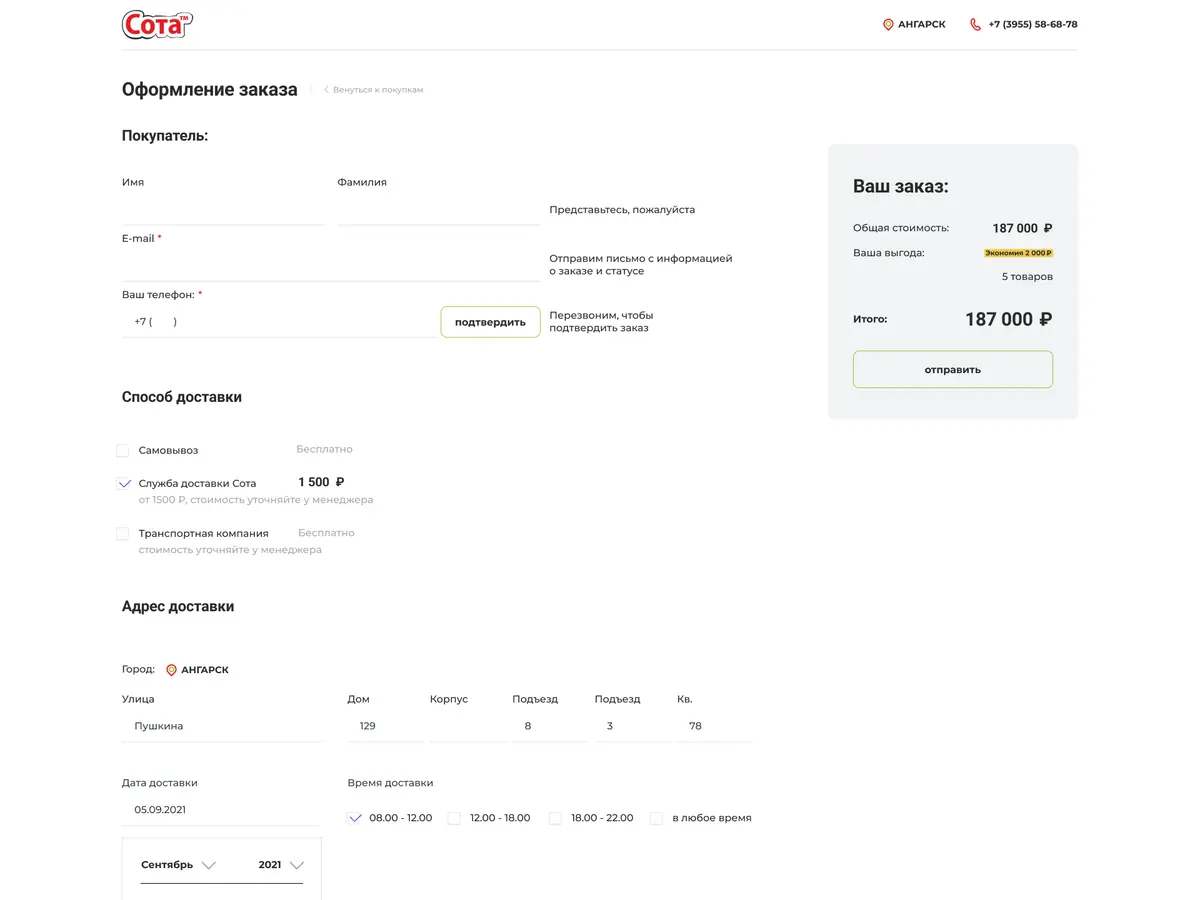 Сота™
АНГАРСК
+7 (3955) 58-68-78
Оформление заказа
Венуться к покупкам
Покупатель:
Имя
Фамилия
Представьтесь, пожалуйста
E-mail *
Отправим письмо с информацией
о заказе и статусе
Ваш телефон: *
+7 ( )
подтвердить
Перезвоним, чтобы
подтвердить заказ
Ваш заказ:
Общая стоимость: 187 000 ₽
Ваша выгода: Экономия 2 000 ₽
5 товаров
Итого: 187 000 ₽
отправить
Способ доставки
Самовывоз Бесплатно
Служба доставки Сота 1 500 ₽
от 1500 Р, стоимость уточняйте у менеджера
Транспортная компания Бесплатно
стоимость уточняйте у менеджера
Адрес доставки
Город: АНГАРСК
Улица Дом Корпус Подъезд Подъезд Кв.
Пушкина 129 8 3 78
Дата доставки Время доставки
05.09.2021
08.00 - 12.00 12.00 - 18.00 18.00 - 22.00 в любое время
Сентябрь 2021